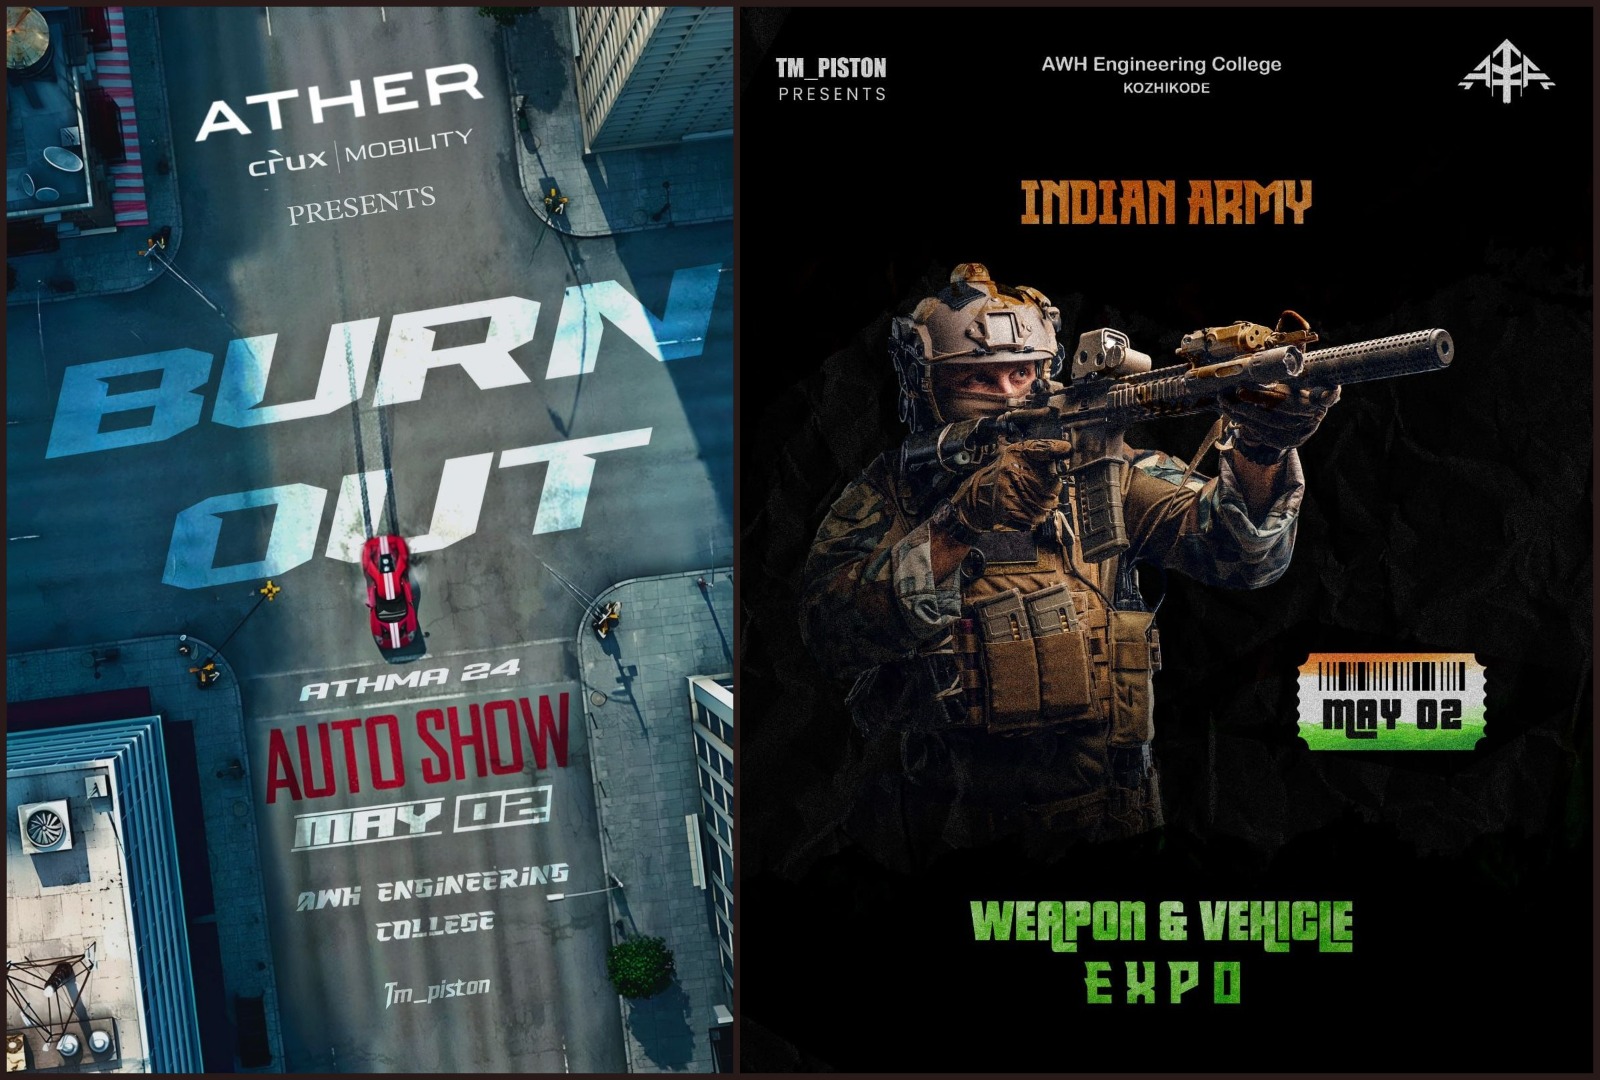 ATHER
crux | MOBILITY
PRESENTS
BURN
OUT
ATHMA 24
AUTO SHOW
MAY 02
AWH ENGINEERING
COLLEGE
Tm_piston
TM_PISTON
PRESENTS
AWH Engineering College
KOZHIKODE
INDIAN ARMY
MAY 02
WEAPON & VEHICLE
EXPO